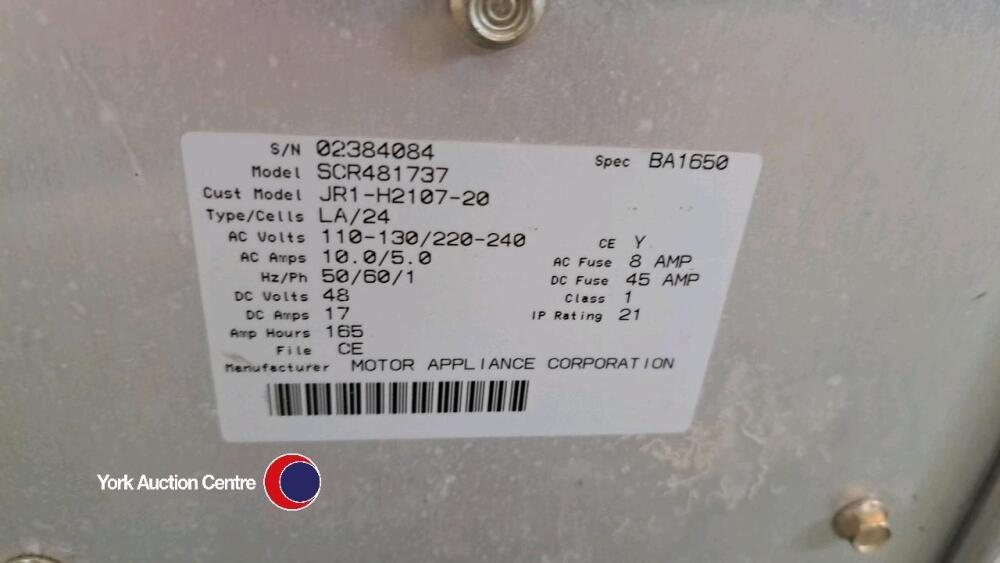 S/N 02384084 Spec BA1650
Model SCR481737
Cust Model JR1-H2107-20
Type/Cells LA/24
AC Volts 110-130/220-240 CE Y
AC Amps 10.0/5.0 AC Fuse 8 AMP
Hz/Ph 50/60/1 DC Fuse 45 AMP
DC Volts 48 Class 1
DC Amps 17 IP Rating 21
Amp Hours 165
File CE
Manufacturer MOTOR APPLIANCE CORPORATION
York Auction Centre